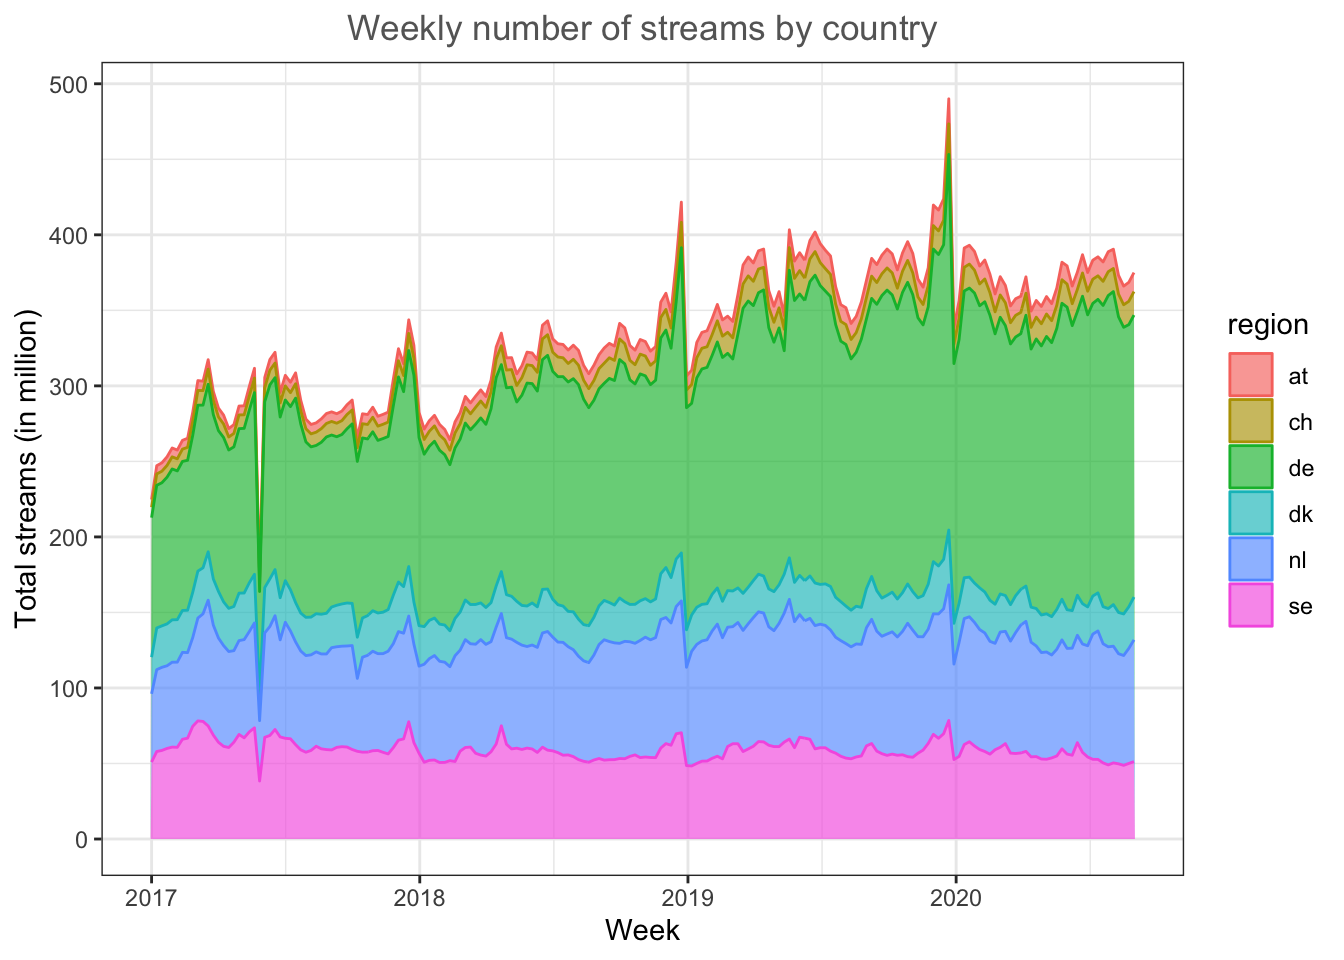 Weekly number of streams by country
500
400
300
200
100
0
Total streams (in million)
2017 2018 2019 2020
Week
region
at
ch
de
dk
nl
se